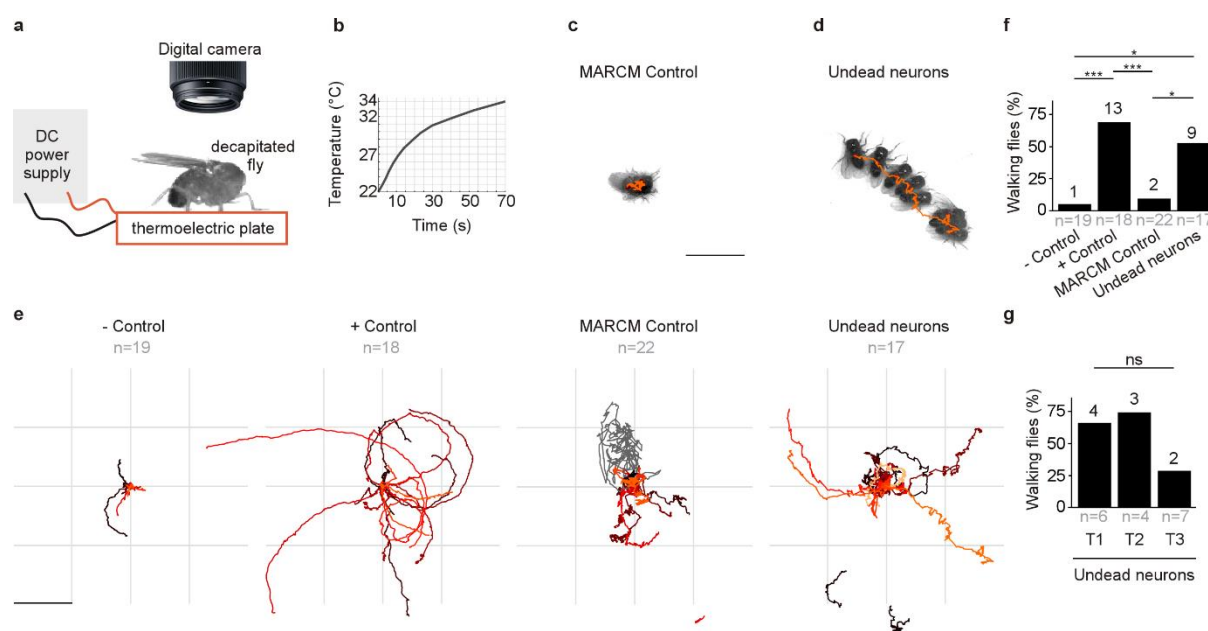 a
Digital camera
DC
power
supply
decapitated
fly
thermoelectric plate
b
Temperature (°C)
34
31
27
22
10
30
50
70
Time (s)
c
MARCM Control
d
Undead neurons
f
Walking flies (%)
75
50
25
0
*
***
***
*
1
13
2
9
n=19
n=18
n=22
n=17
- Control
+ Control
MARCM Control
Undead neurons
e
- Control
n=19
+ Control
n=18
MARCM Control
n=22
Undead neurons
n=17
g
ns
Walking flies (%)
75
50
25
0
4
3
2
n=6
n=4
n=7
T1
T2
T3
Undead neurons